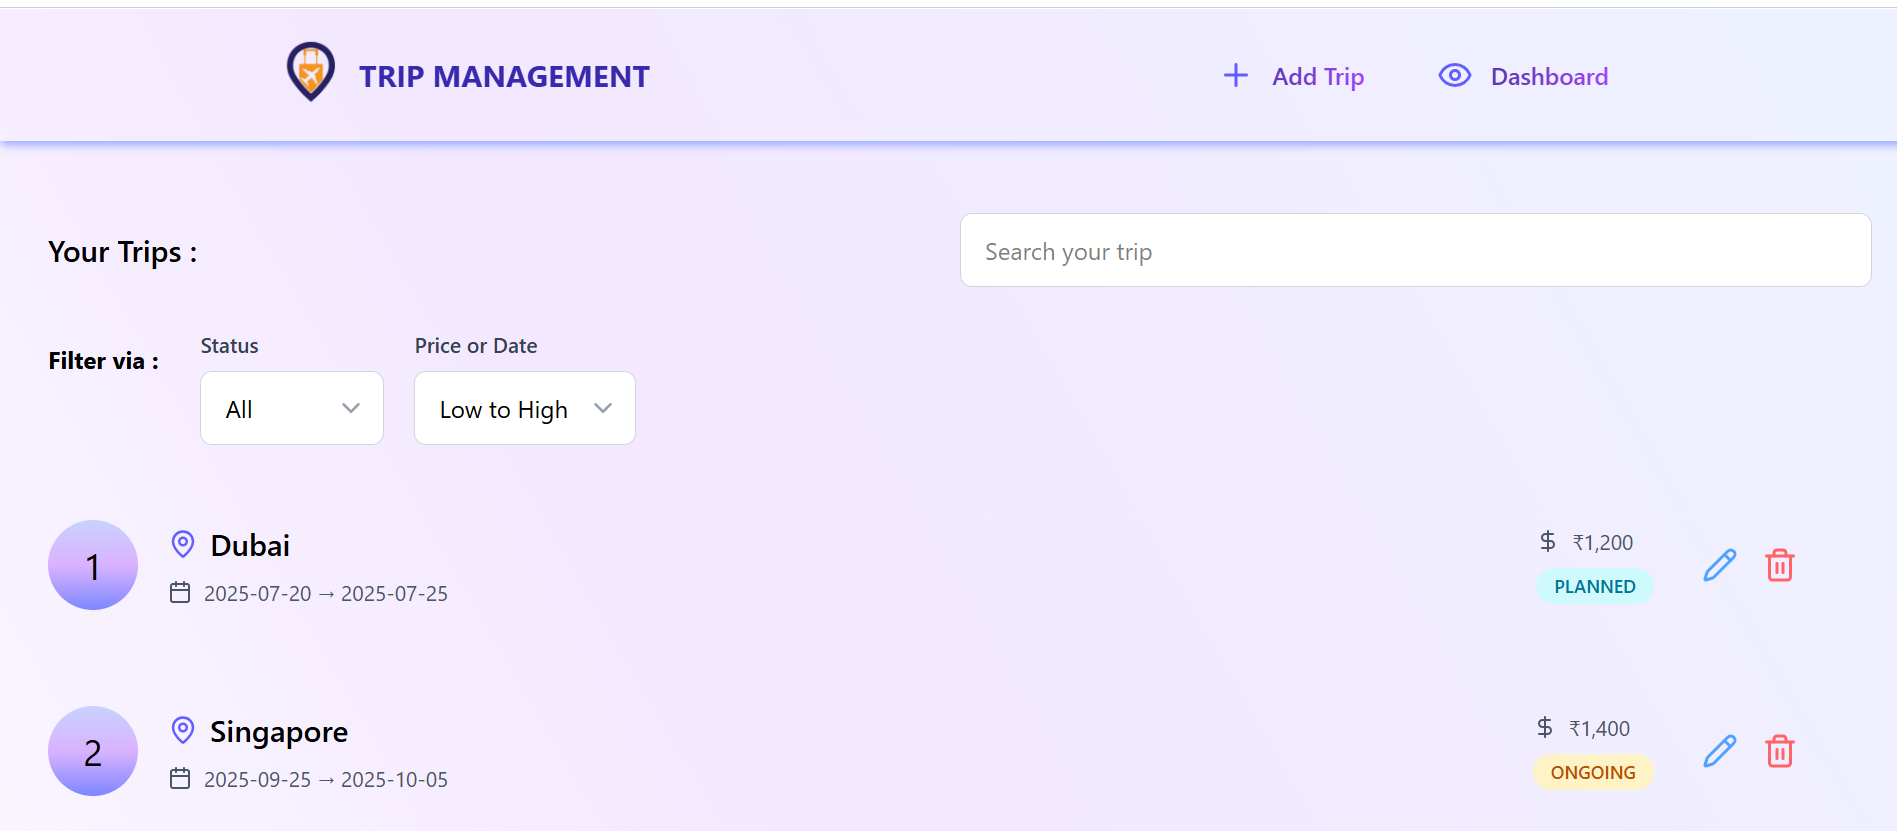 TRIP MANAGEMENT
Add Trip
Dashboard
Your Trips :
Search your trip
Filter via :
Status
Price or Date
All
Low to High
1
Dubai
2025-07-20 → 2025-07-25
$ ₹1,200
PLANNED
2
Singapore
2025-09-25 → 2025-10-05
$ ₹1,400
ONGOING